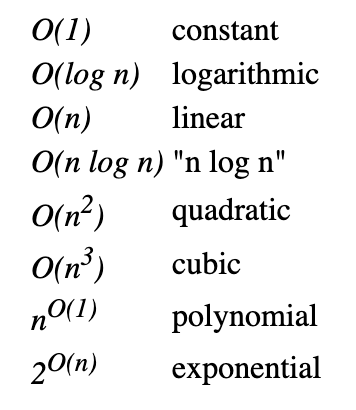 O(1) constant
O(log n) logarithmic
O(n) linear
O(n log n) "n log n"
O(n²) quadratic
O(n³) cubic
n^O(1) polynomial
2^O(n) exponential